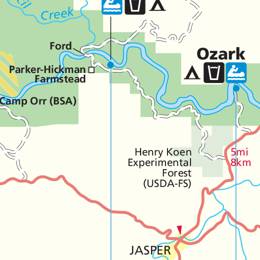 Creek
Ford
Ozark
Parker-Hickman
Farmstead
Camp Orr (BSA)
Henry Koen
Experimental
Forest
(USDA-FS)
5mi
8km
JASPER